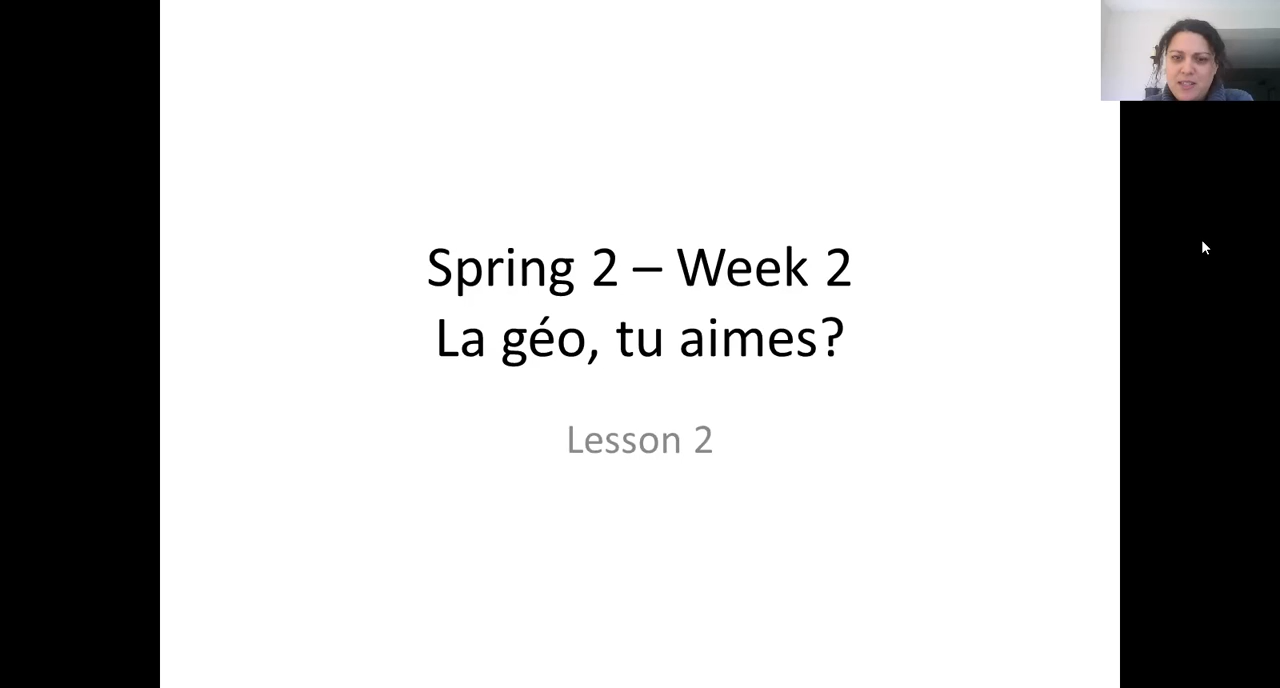 Spring 2 – Week 2
La géo, tu aimes?
Lesson 2